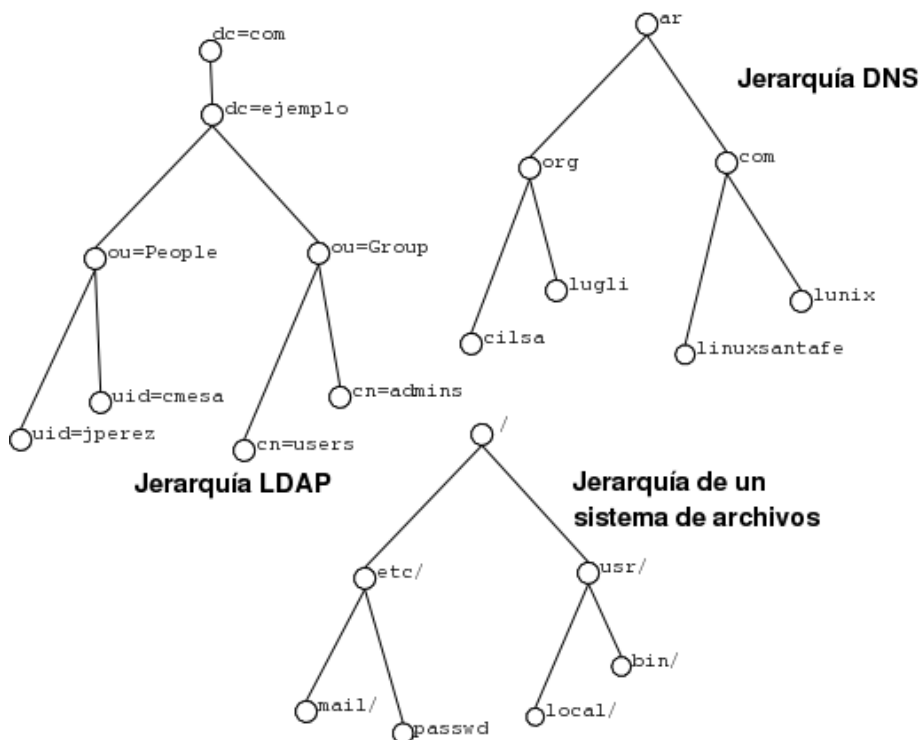 dc=com
dc=ejemplo
ou=People
ou=Group
uid=cmesa
cn=admins
uid=jperez
cn=users
Jerarquía LDAP
ar
Jerarquía DNS
org
com
lugli
lunix
cilsa
linuxsantafe
/
Jerarquía de un
sistema de archivos
etc/
usr/
bin/
mail/
local/
passwd